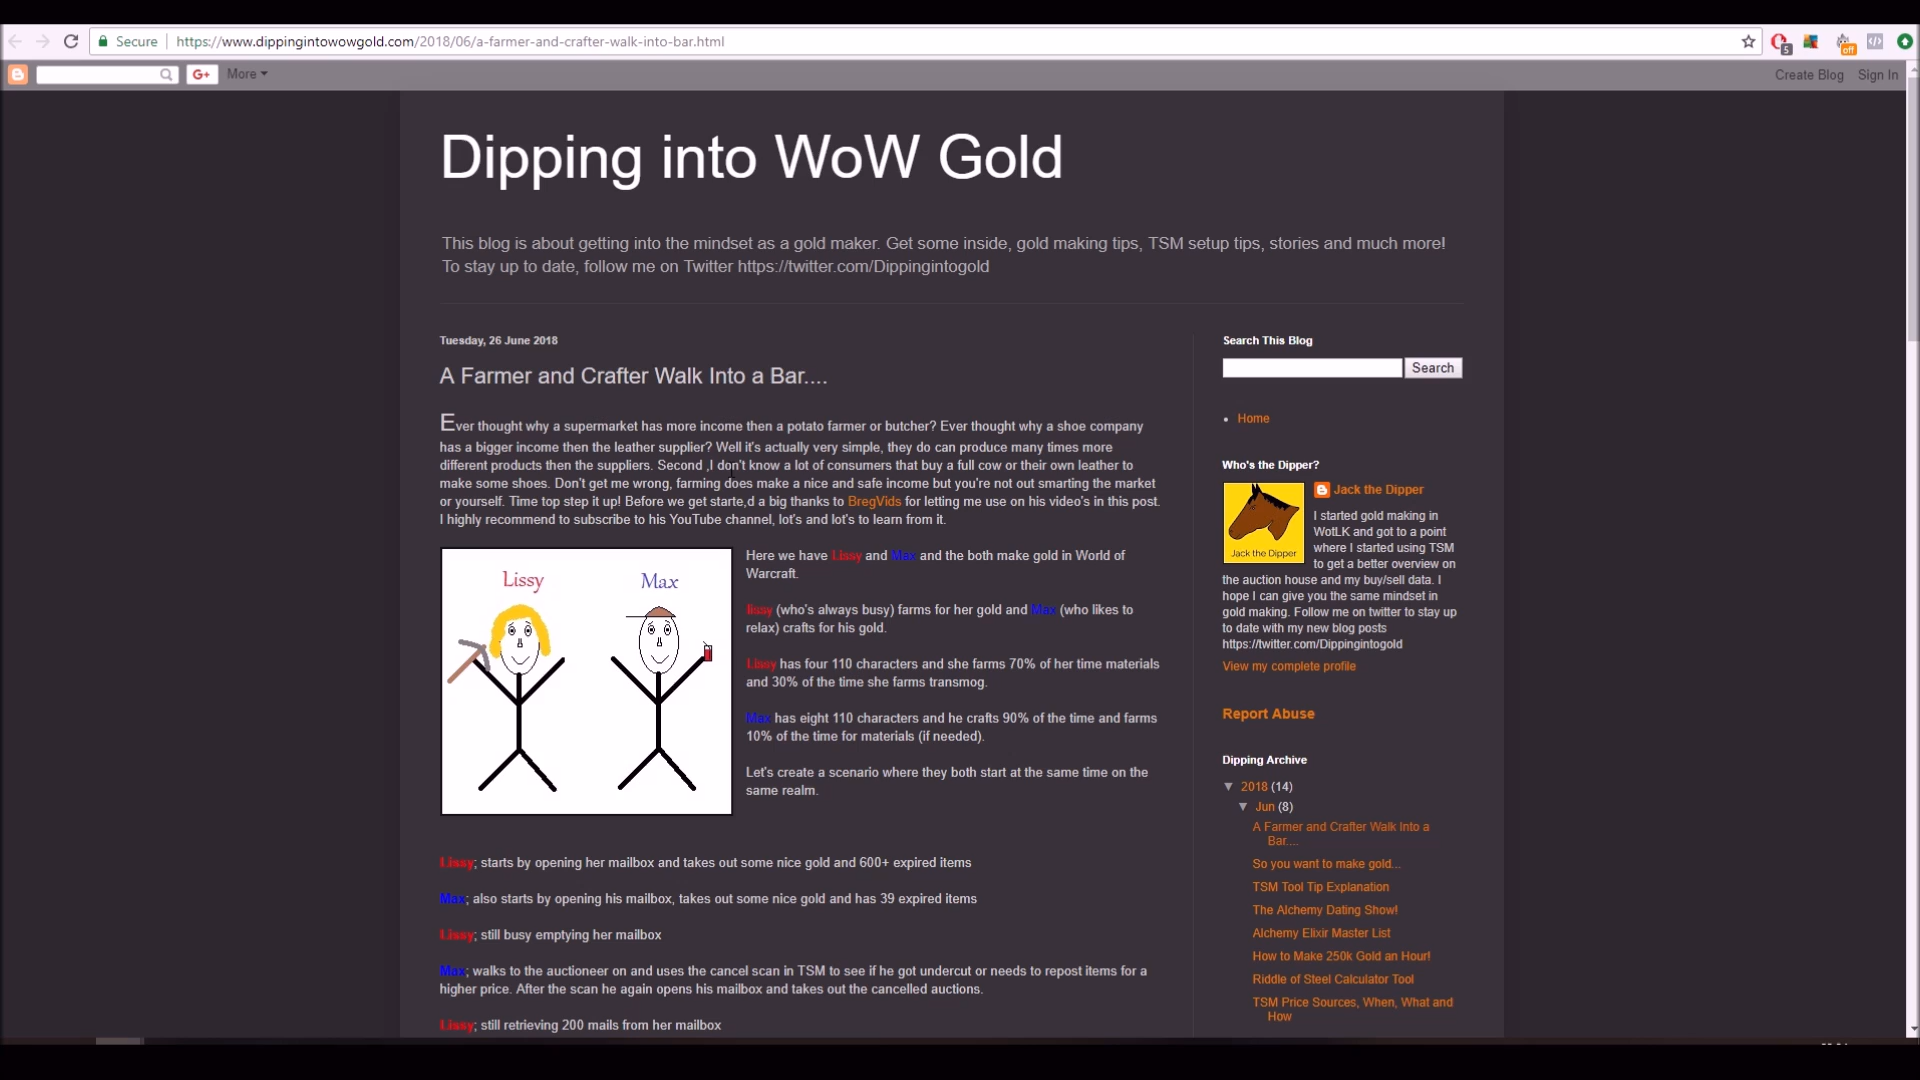 Secure
https://www.dippingintowowgold.com/2018/06/a-farmer-and-crafter-walk-into-bar.html
5
off
G+
More
Create Blog
Sign In
Dipping into WoW Gold
This blog is about getting into the mindset as a gold maker. Get some inside, gold making tips, TSM setup tips, stories and much more!
To stay up to date, follow me on Twitter https://twitter.com/Dippingintogold
Tuesday, 26 June 2018
A Farmer and Crafter Walk Into a Bar....
Ever thought why a supermarket has more income then a potato farmer or butcher? Ever thought why a shoe company
has a bigger income then the leather supplier? Well it's actually very simple, they do can produce many times more
different products then the suppliers. Second ,I don't know a lot of consumers that buy a full cow or their own leather to
make some shoes. Don't get me wrong, farming does make a nice and safe income but you're not out smarting the market
or yourself. Time top step it up! Before we get starte,d a big thanks to BregVids for letting me use on his video's in this post.
I highly recommend to subscribe to his YouTube channel, lot's and lot's to learn from it.
Lissy
Max
Here we have Lissy and Max and the both make gold in World of
Warcraft.
lissy (who's always busy) farms for her gold and Max (who likes to
relax) crafts for his gold.
Lissy has four 110 characters and she farms 70% of her time materials
and 30% of the time she farms transmog.
Max has eight 110 characters and he crafts 90% of the time and farms
10% of the time for materials (if needed).
Let's create a scenario where they both start at the same time on the
same realm.
Lissy; starts by opening her mailbox and takes out some nice gold and 600+ expired items
Max; also starts by opening his mailbox, takes out some nice gold and has 39 expired items
Lissy; still busy emptying her mailbox
Max; walks to the auctioneer on and uses the cancel scan in TSM to see if he got undercut or needs to repost items for a
higher price. After the scan he again opens his mailbox and takes out the cancelled auctions.
Lissy; still retrieving 200 mails from her mailbox
Search This Blog
Search
Home
Who's the Dipper?
Jack the Dipper
Jack the Dipper
I started gold making in
WotLK and got to a point
where I started using TSM
to get a better overview on
the auction house and my buy/sell data. I
hope I can give you the same mindset in
gold making. Follow me on twitter to stay up
to date with my new blog posts
https://twitter.com/Dippingintogold
View my complete profile
Report Abuse
Dipping Archive
▼ 2018 (14)
▼ Jun (8)
A Farmer and Crafter Walk Into a
Bar....
So you want to make gold...
TSM Tool Tip Explanation
The Alchemy Dating Show!
Alchemy Elixir Master List
How to Make 250k Gold an Hour!
Riddle of Steel Calculator Tool
TSM Price Sources, When, What and
How